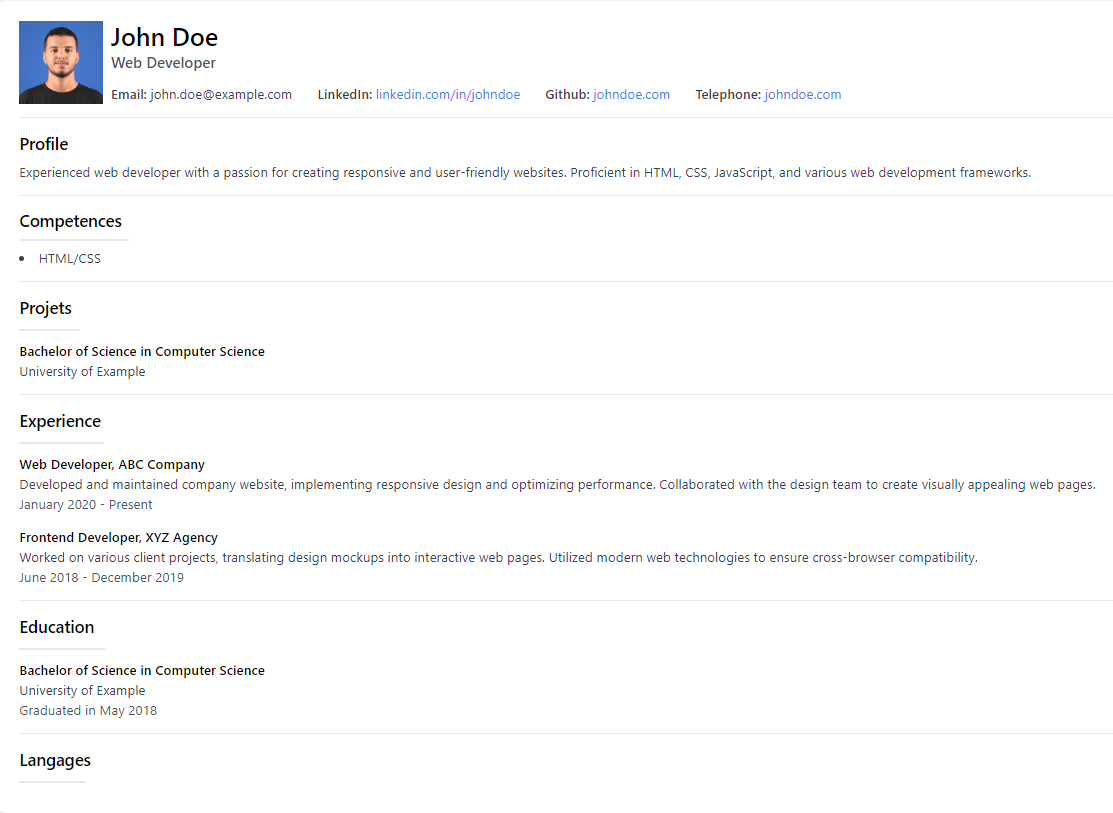 John Doe
Web Developer
Email: john.doe@example.com LinkedIn: linkedin.com/in/johndoe Github: johndoe.com Telephone: johndoe.com
Profile
Experienced web developer with a passion for creating responsive and user-friendly websites. Proficient in HTML, CSS, JavaScript, and various web development frameworks.
Competences
• HTML/CSS
Projets
Bachelor of Science in Computer Science
University of Example
Experience
Web Developer, ABC Company
Developed and maintained company website, implementing responsive design and optimizing performance. Collaborated with the design team to create visually appealing web pages.
January 2020 - Present
Frontend Developer, XYZ Agency
Worked on various client projects, translating design mockups into interactive web pages. Utilized modern web technologies to ensure cross-browser compatibility.
June 2018 - December 2019
Education
Bachelor of Science in Computer Science
University of Example
Graduated in May 2018
Langages